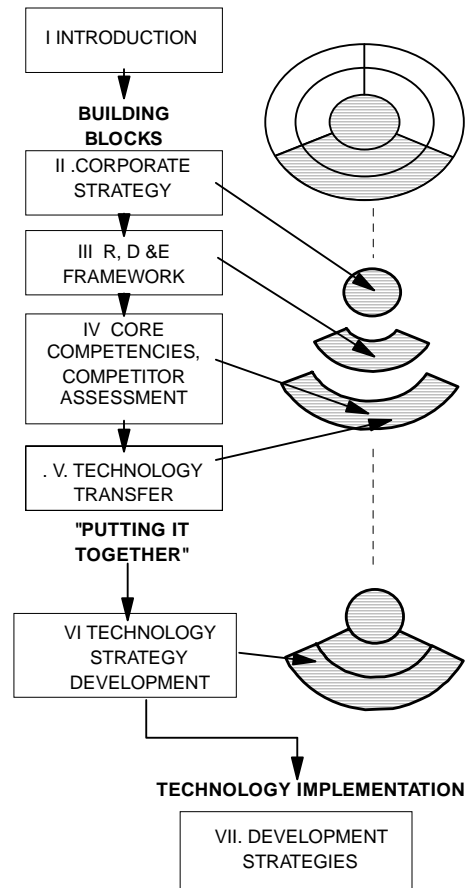 I INTRODUCTION
BUILDING
BLOCKS
II .CORPORATE
STRATEGY
III R, D &E
FRAMEWORK
IV CORE
COMPETENCIES,
COMPETITOR
ASSESSMENT
. V. TECHNOLOGY
TRANSFER
"PUTTING IT
TOGETHER"
VI TECHNOLOGY
STRATEGY
DEVELOPMENT
TECHNOLOGY IMPLEMENTATION
VII. DEVELOPMENT
STRATEGIES